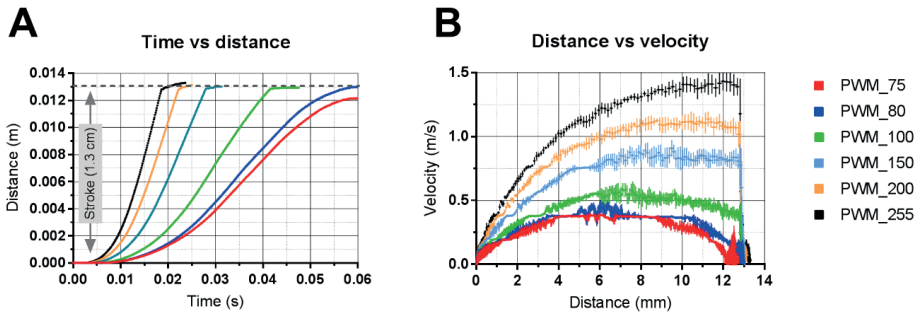 A
Time vs distance
Distance (m)
0.014
0.012
0.010
0.008
0.006
0.004
0.002
0.000
Stroke (1.3 cm)
0.00 0.01 0.02 0.03 0.04 0.05 0.06
Time (s)
B
Distance vs velocity
Velocity (m/s)
1.5
1.0
0.5
0.0
0 2 4 6 8 10 12 14
Distance (mm)
PWM_75
PWM_80
PWM_100
PWM_150
PWM_200
PWM_255